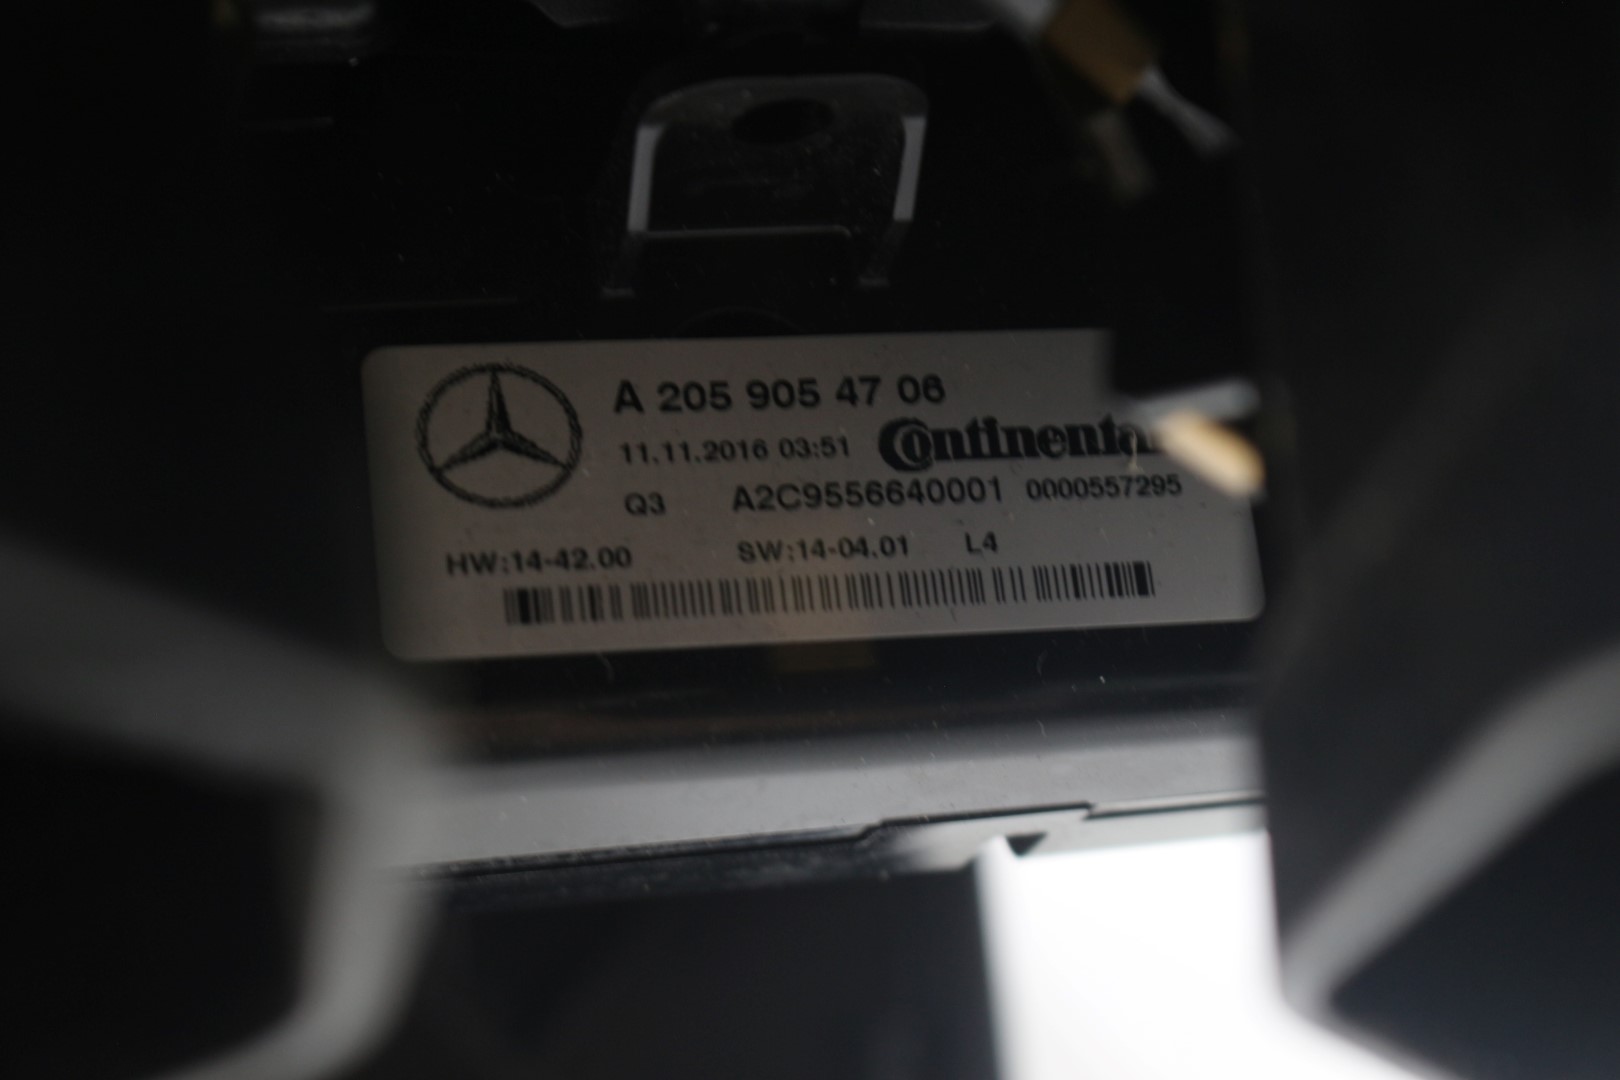 A 205 905 47 06
11.11.2016 03:51
Q3 A2C9556640001 0000557295
HW:14-42.00 SW:14-04.01 L4